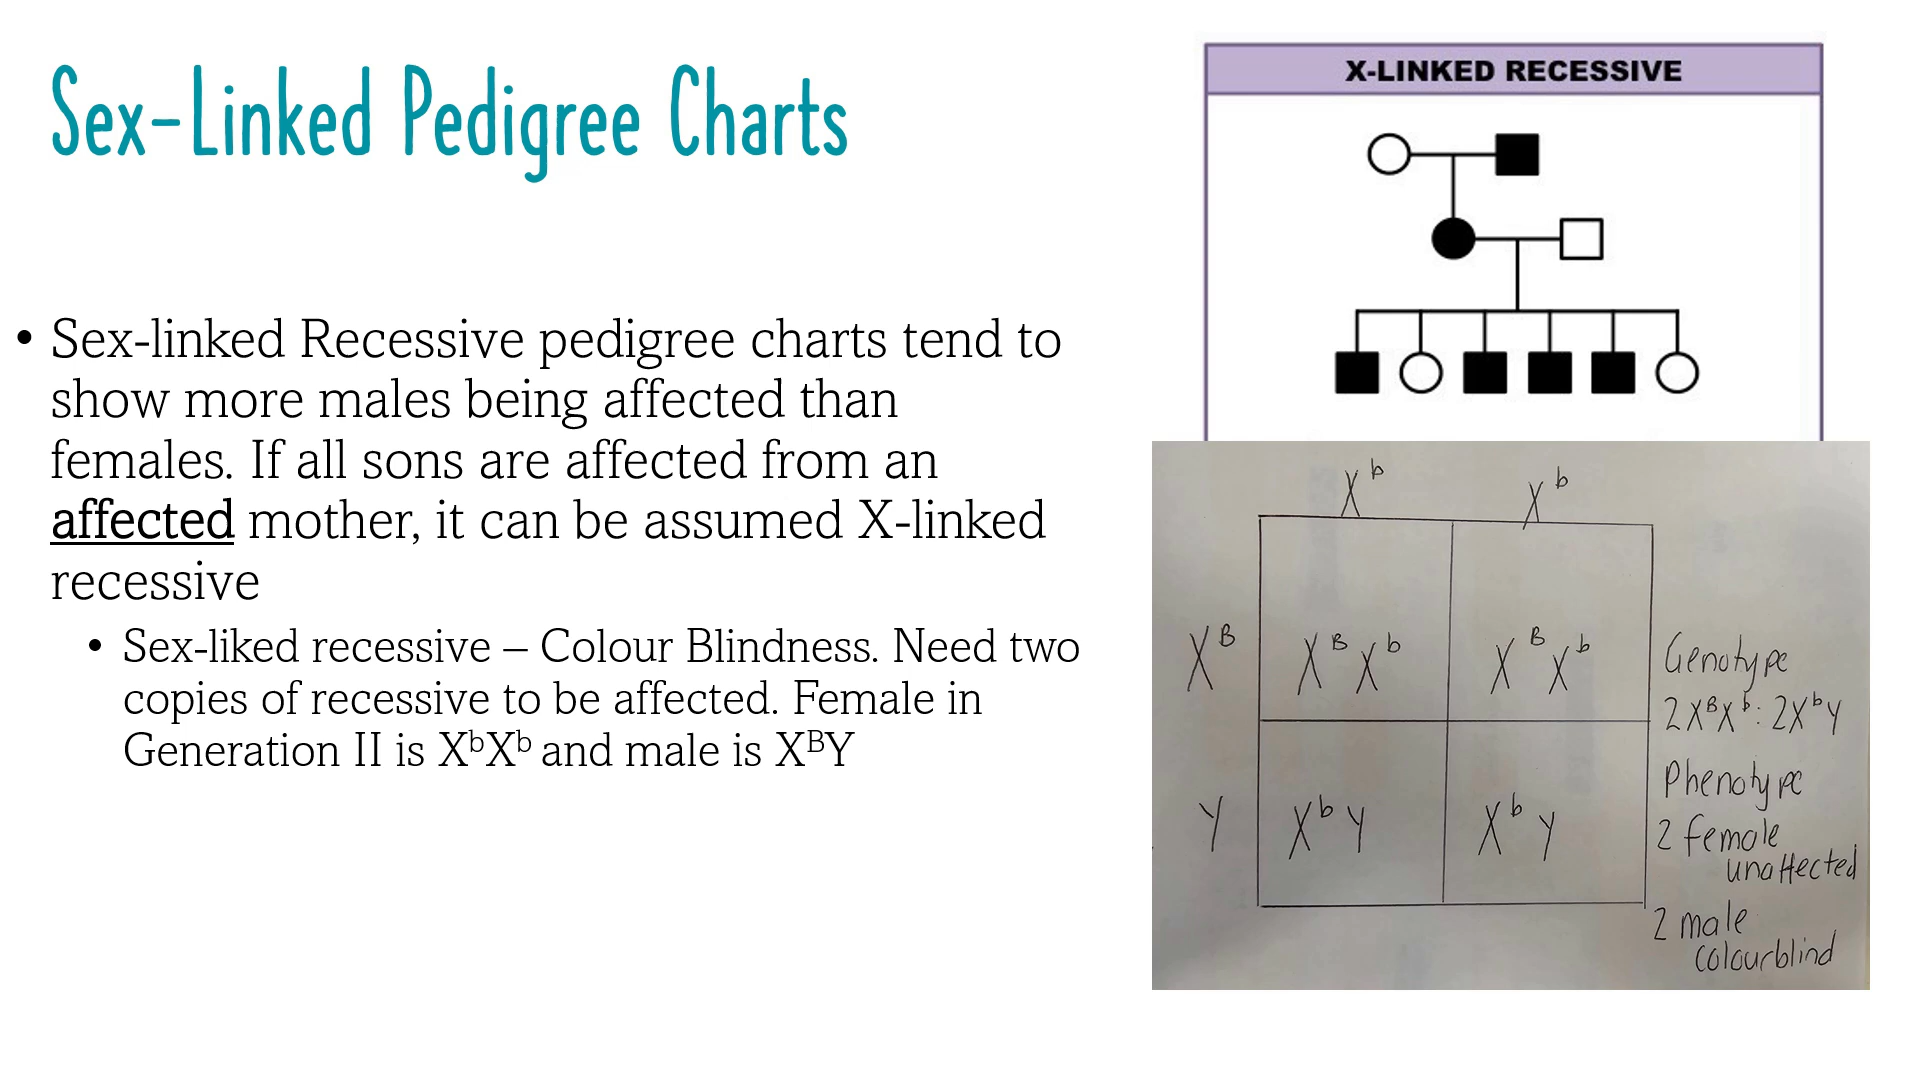 Sex-Linked Pedigree Charts
• Sex-linked Recessive pedigree charts tend to
show more males being affected than
females. If all sons are affected from an
affected mother, it can be assumed X-linked
recessive
• Sex-liked recessive – Colour Blindness. Need two
copies of recessive to be affected. Female in
Generation II is XᵇXᵇ and male is XᴮY
X-LINKED RECESSIVE
Xᵇ Xᵇ
Xᴮ XᴮXᵇ XᴮXᵇ
Y XᵇY XᵇY
Genotype
2XᴮXᵇ: 2XᵇY
Phenotype
2 female
unaffected
2 male
colourblind